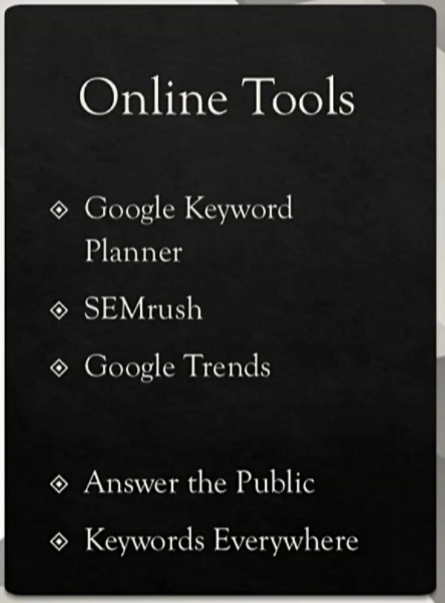 Online Tools
Google Keyword
Planner
SEMrush
Google Trends
Answer the Public
Keywords Everywhere